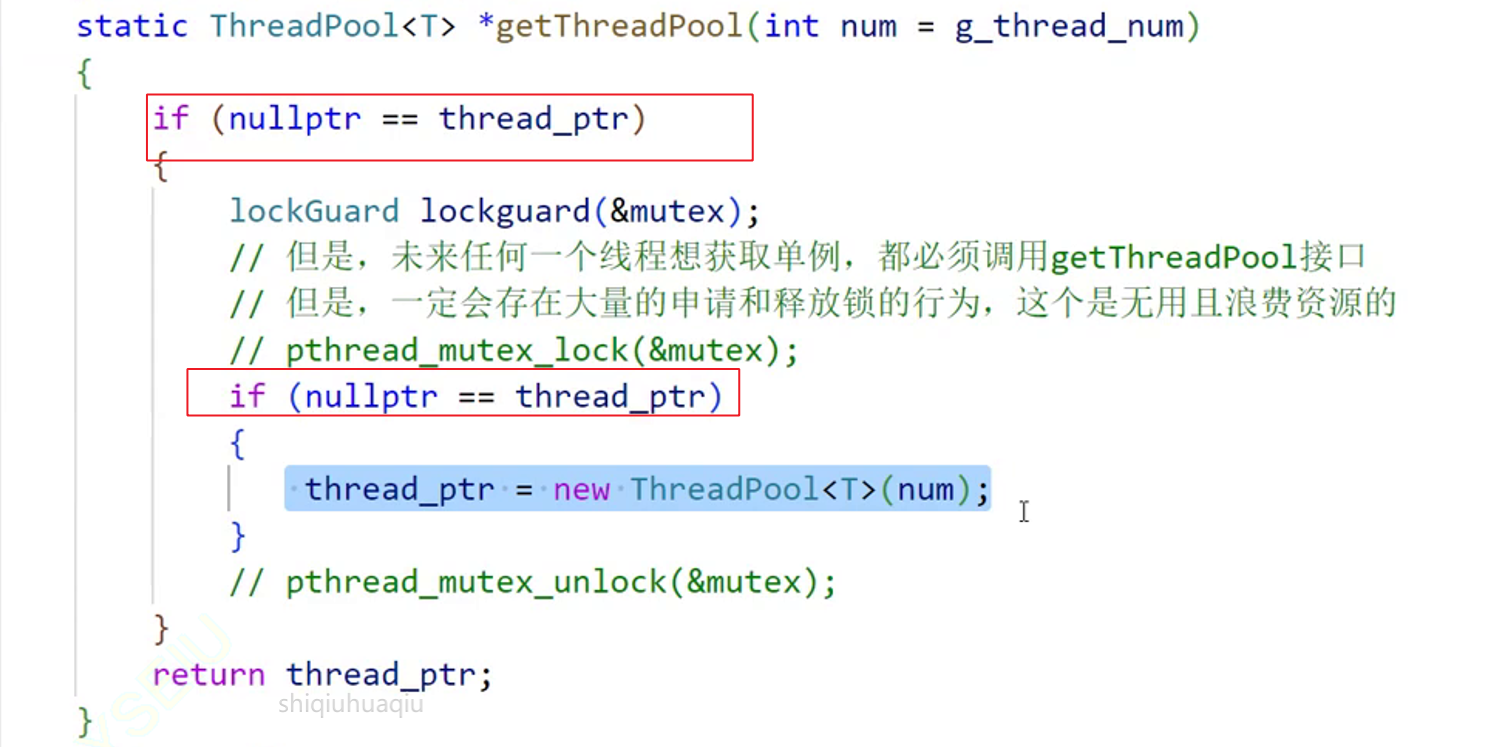 static ThreadPool<T> *getThreadPool(int num = g_thread_num)
{
if (nullptr == thread_ptr)
{
lockGuard lockguard(&mutex);
// 但是，未来任何一个线程想获取单例，都必须调用getThreadPool接口
// 但是，一定会存在大量的申请和释放锁的行为，这个是无用且浪费资源的
// pthread_mutex_lock(&mutex);
if (nullptr == thread_ptr)
{
thread_ptr = new ThreadPool<T>(num);
}
// pthread_mutex_unlock(&mutex);
}
return thread_ptr;
shiqiuhuaqiu
}